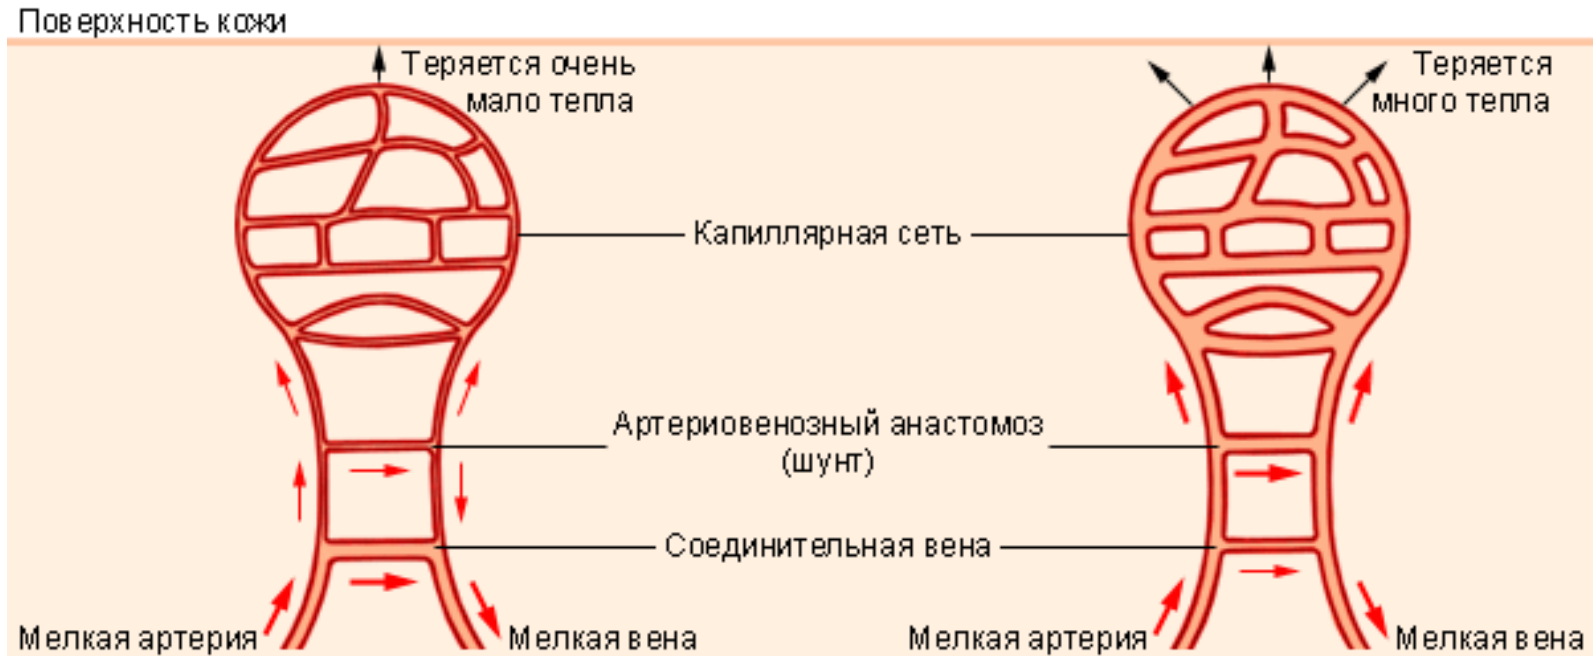 Поверхность кожи
Теряется очень
мало тепла
Теряется
много тепла
Капиллярная сеть
Артериовенозный анастомоз
(шунт)
Соединительная вена
Мелкая артерия
Мелкая вена
Мелкая артерия
Мелкая вена